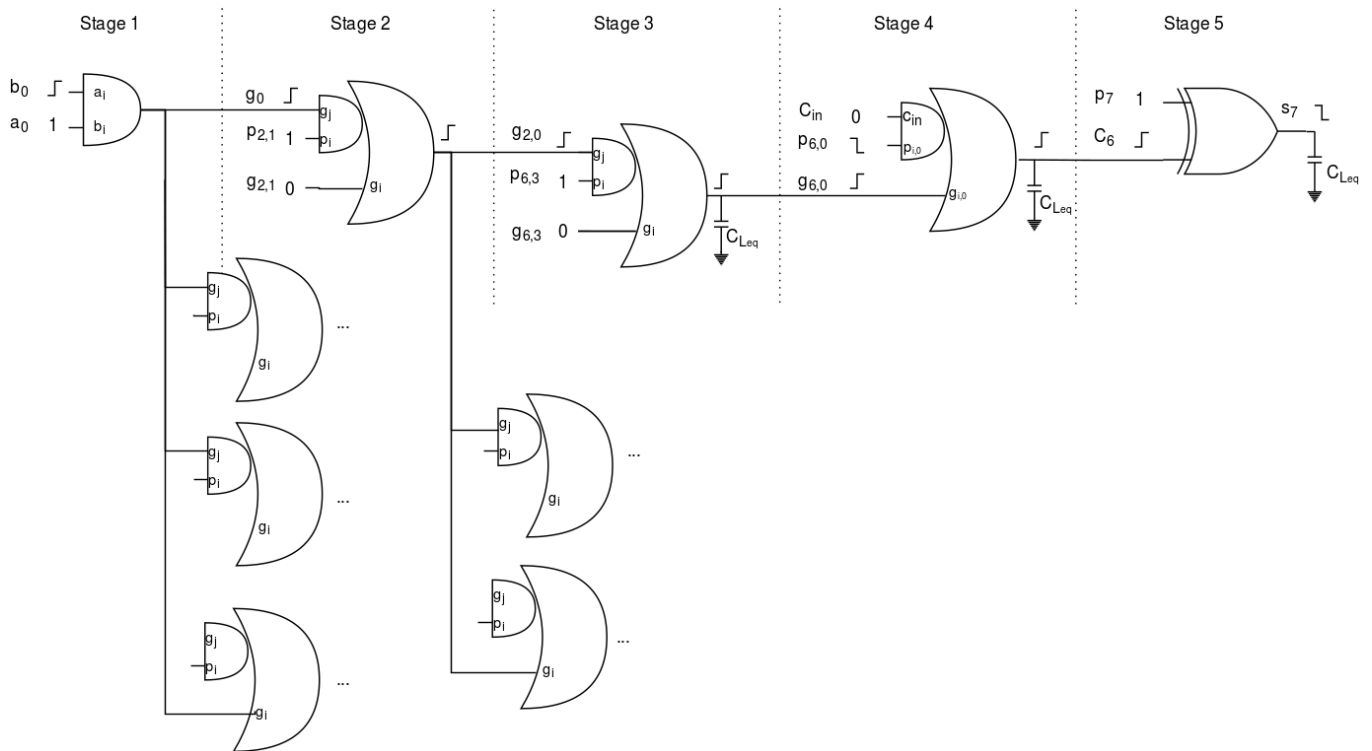 Stage 1 Stage 2 Stage 3 Stage 4 Stage 5
b0 ai
a0 1 bi
g0 gj
p2,1 1 pi
g2,1 0 gi
g2,0 gj
p6,3 1 pi
g6,3 0 gi
CLeq
Cin 0 Cin
p6,0 pi,0
g6,0 gi,0
CLeq
p7 1 s7
C6
CLeq
gj
pi ...
gi
gj
pi ...
gi
gj
pi ...
gi
gj
pi ...
gi
gj
pi ...
gi